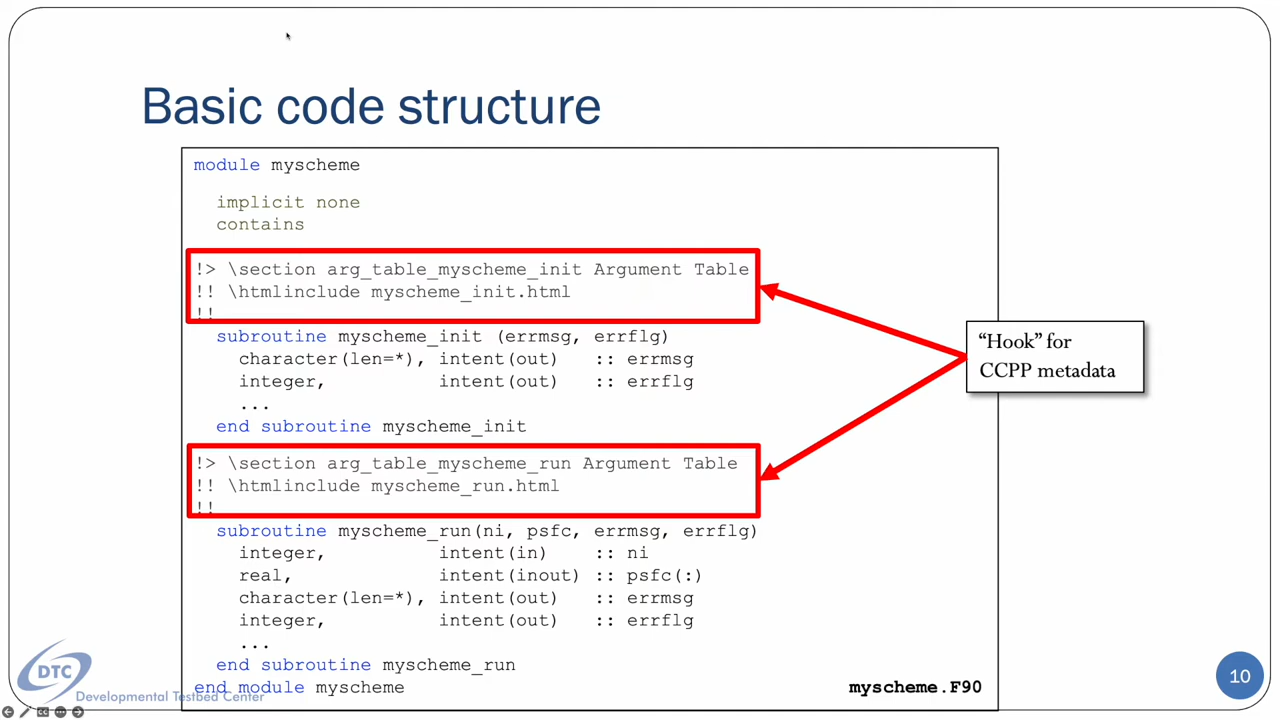 Basic code structure
module myscheme
implicit none
contains
!> \section arg_table_myscheme_init Argument Table
!! \htmlinclude myscheme_init.html
!!
subroutine myscheme_init (errmsg, errflg)
character(len=*), intent(out) :: errmsg
integer, intent(out) :: errflg
...
end subroutine myscheme_init
!> \section arg_table_myscheme_run Argument Table
!! \htmlinclude myscheme_run.html
!!
subroutine myscheme_run(ni, psfc, errmsg, errflg)
integer, intent(in) :: ni
real, intent(inout) :: psfc(:)
character(len=*), intent(out) :: errmsg
integer, intent(out) :: errflg
...
end subroutine myscheme_run
end module myscheme
myscheme.F90
“Hook” for
CCPP metadata
DTC
Developmental Testbed Center
10